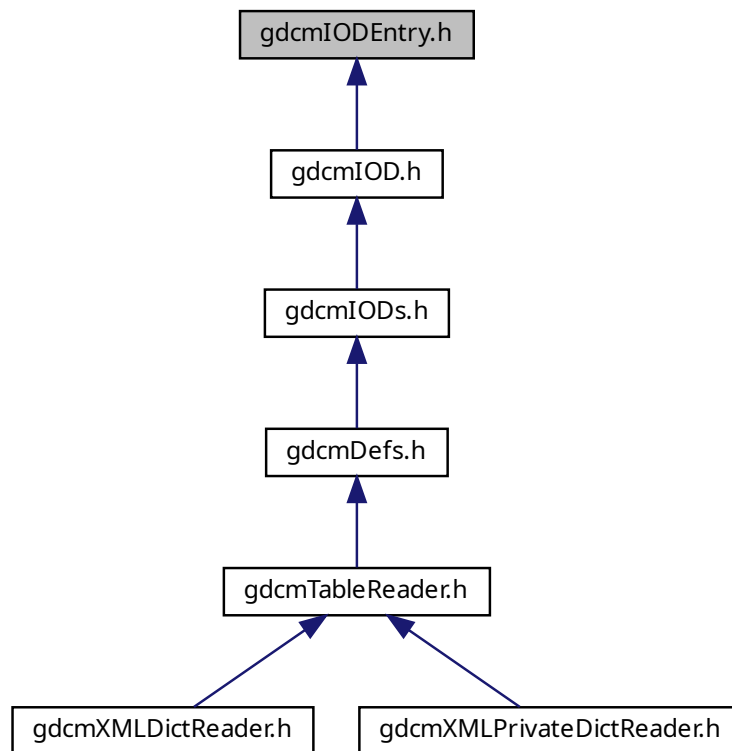 gdcmIODEntry.h
gdcmIOD.h
gdcmIODs.h
gdcmDefs.h
gdcmTableReader.h
gdcmXMLDictReader.h
gdcmXMLPrivateDictReader.h